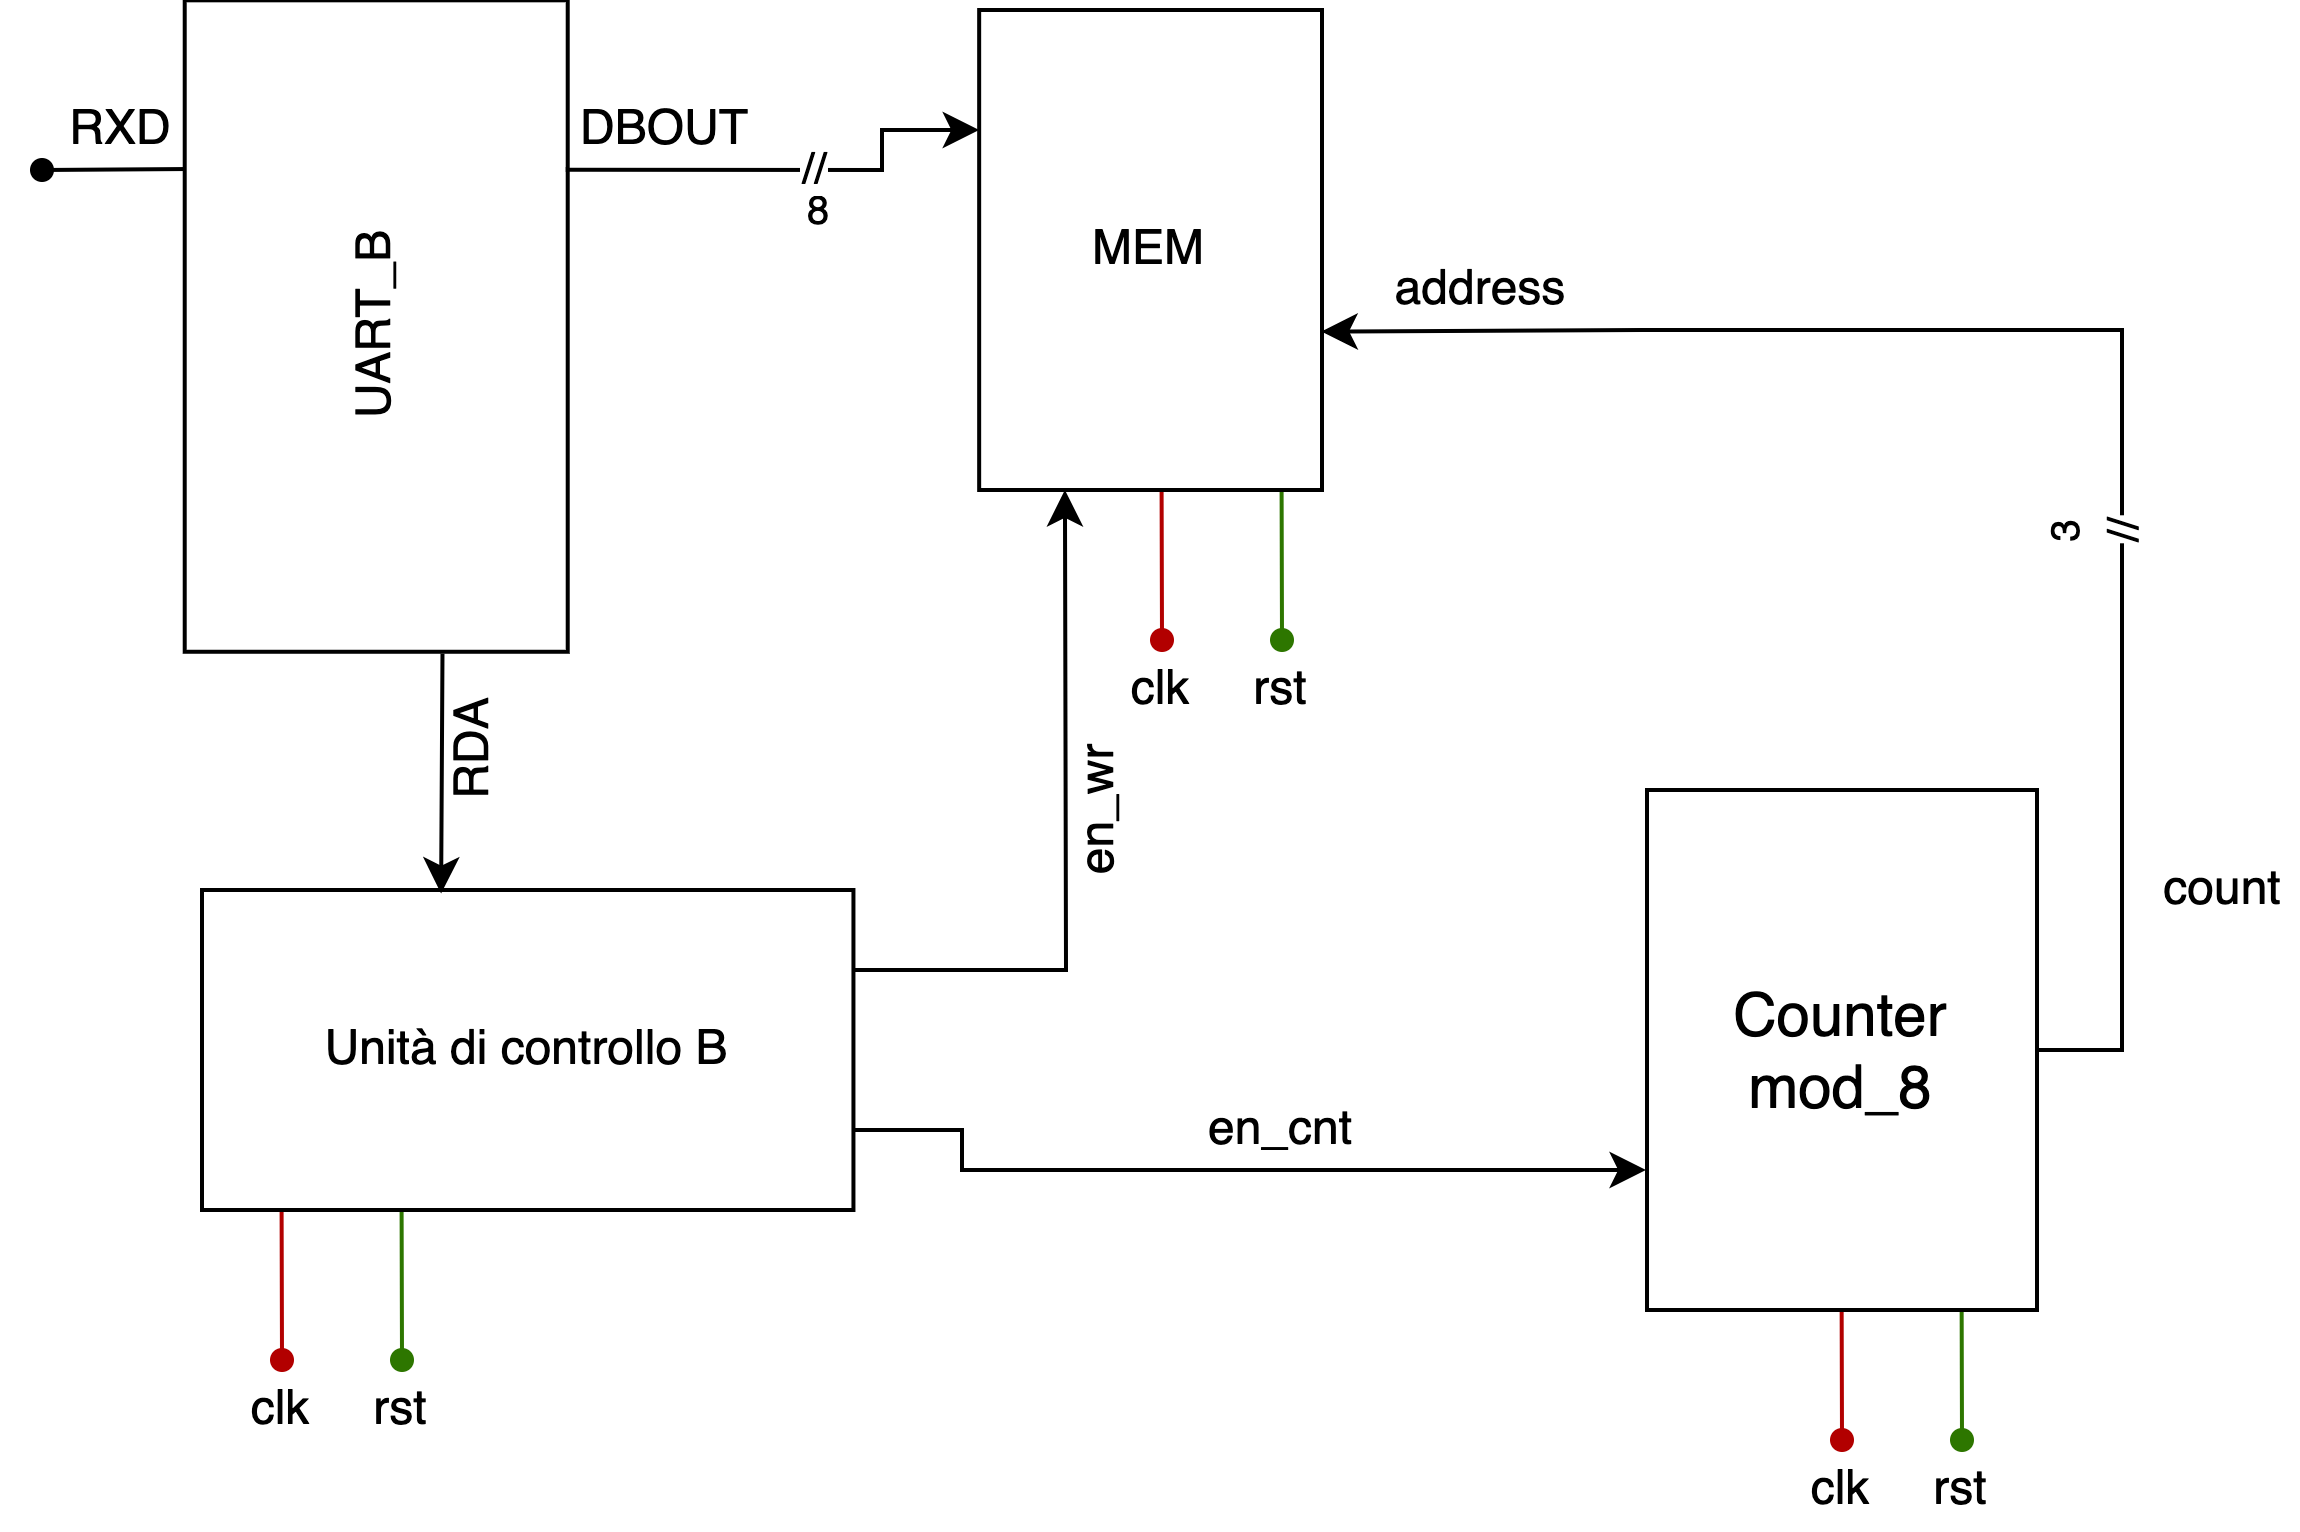 RXD
DBOUT
//
8
UART_B
MEM
address
3
//
clk
rst
RDA
en_wr
count
Counter
mod_8
Unità di controllo B
en_cnt
clk
rst
clk
rst